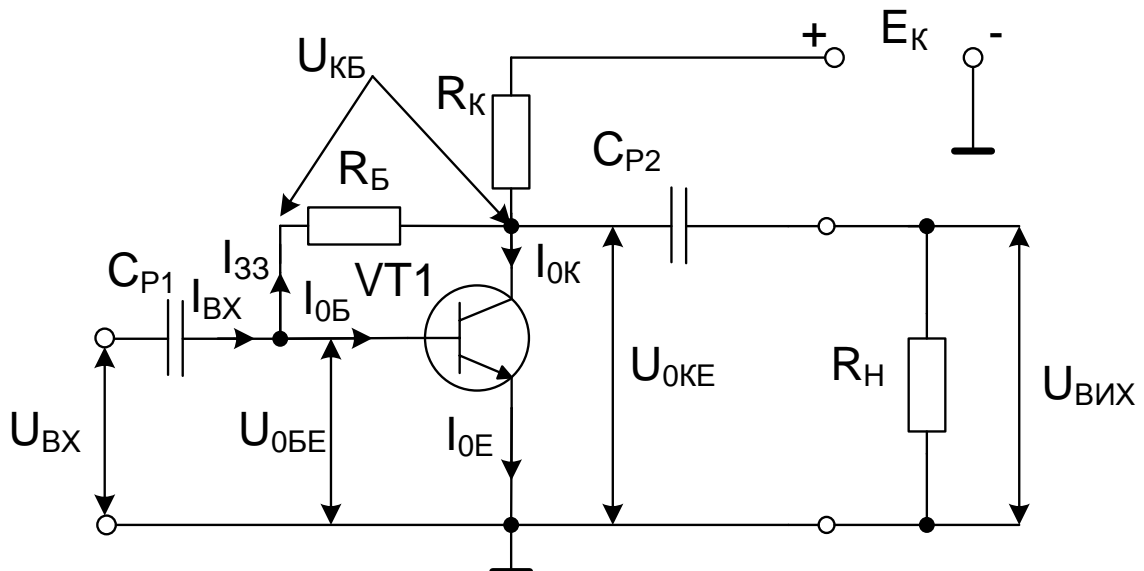 + EК -
UКБ
RК
CР2
RБ
IЗЗ
CР1
IВХ
I0Б
VT1
I0К
UВХ
U0БЕ
I0Е
U0КЕ
RН
UВИХ